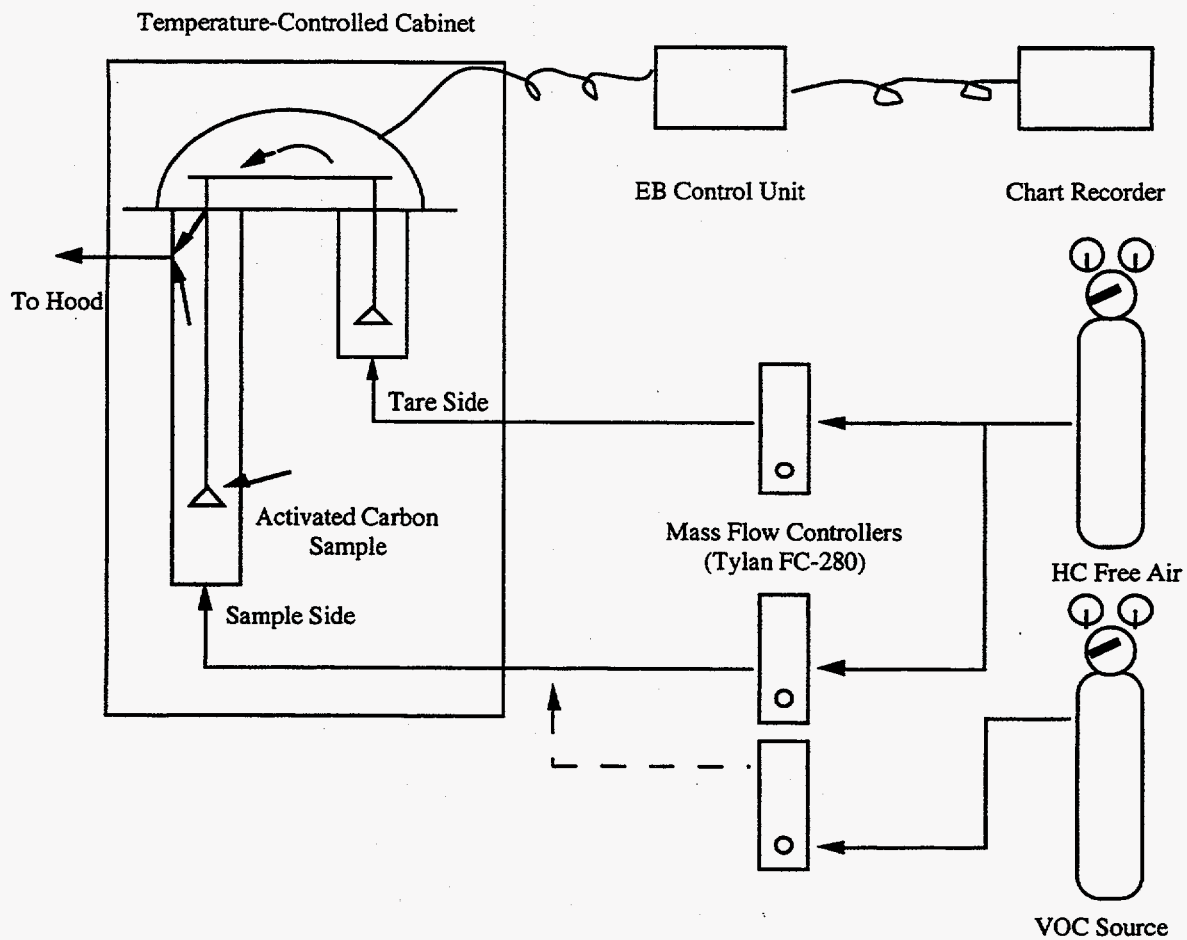 Temperature-Controlled Cabinet
EB Control Unit
Chart Recorder
To Hood
Tare Side
Activated Carbon
Sample
Mass Flow Controllers
(Tylan FC-280)
HC Free Air
Sample Side
VOC Source